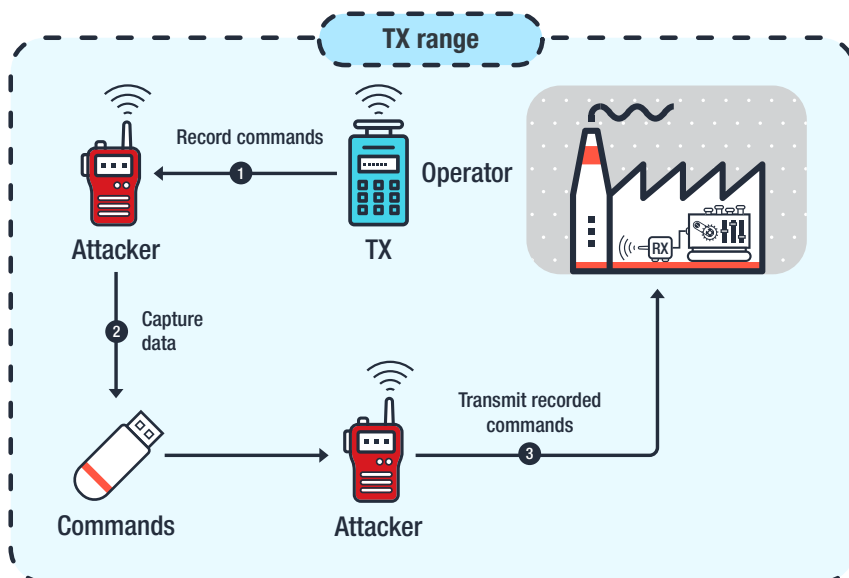 TX range
Record commands
1
Operator
Attacker
TX
RX
2
Capture
data
Transmit recorded
commands
3
Commands
Attacker